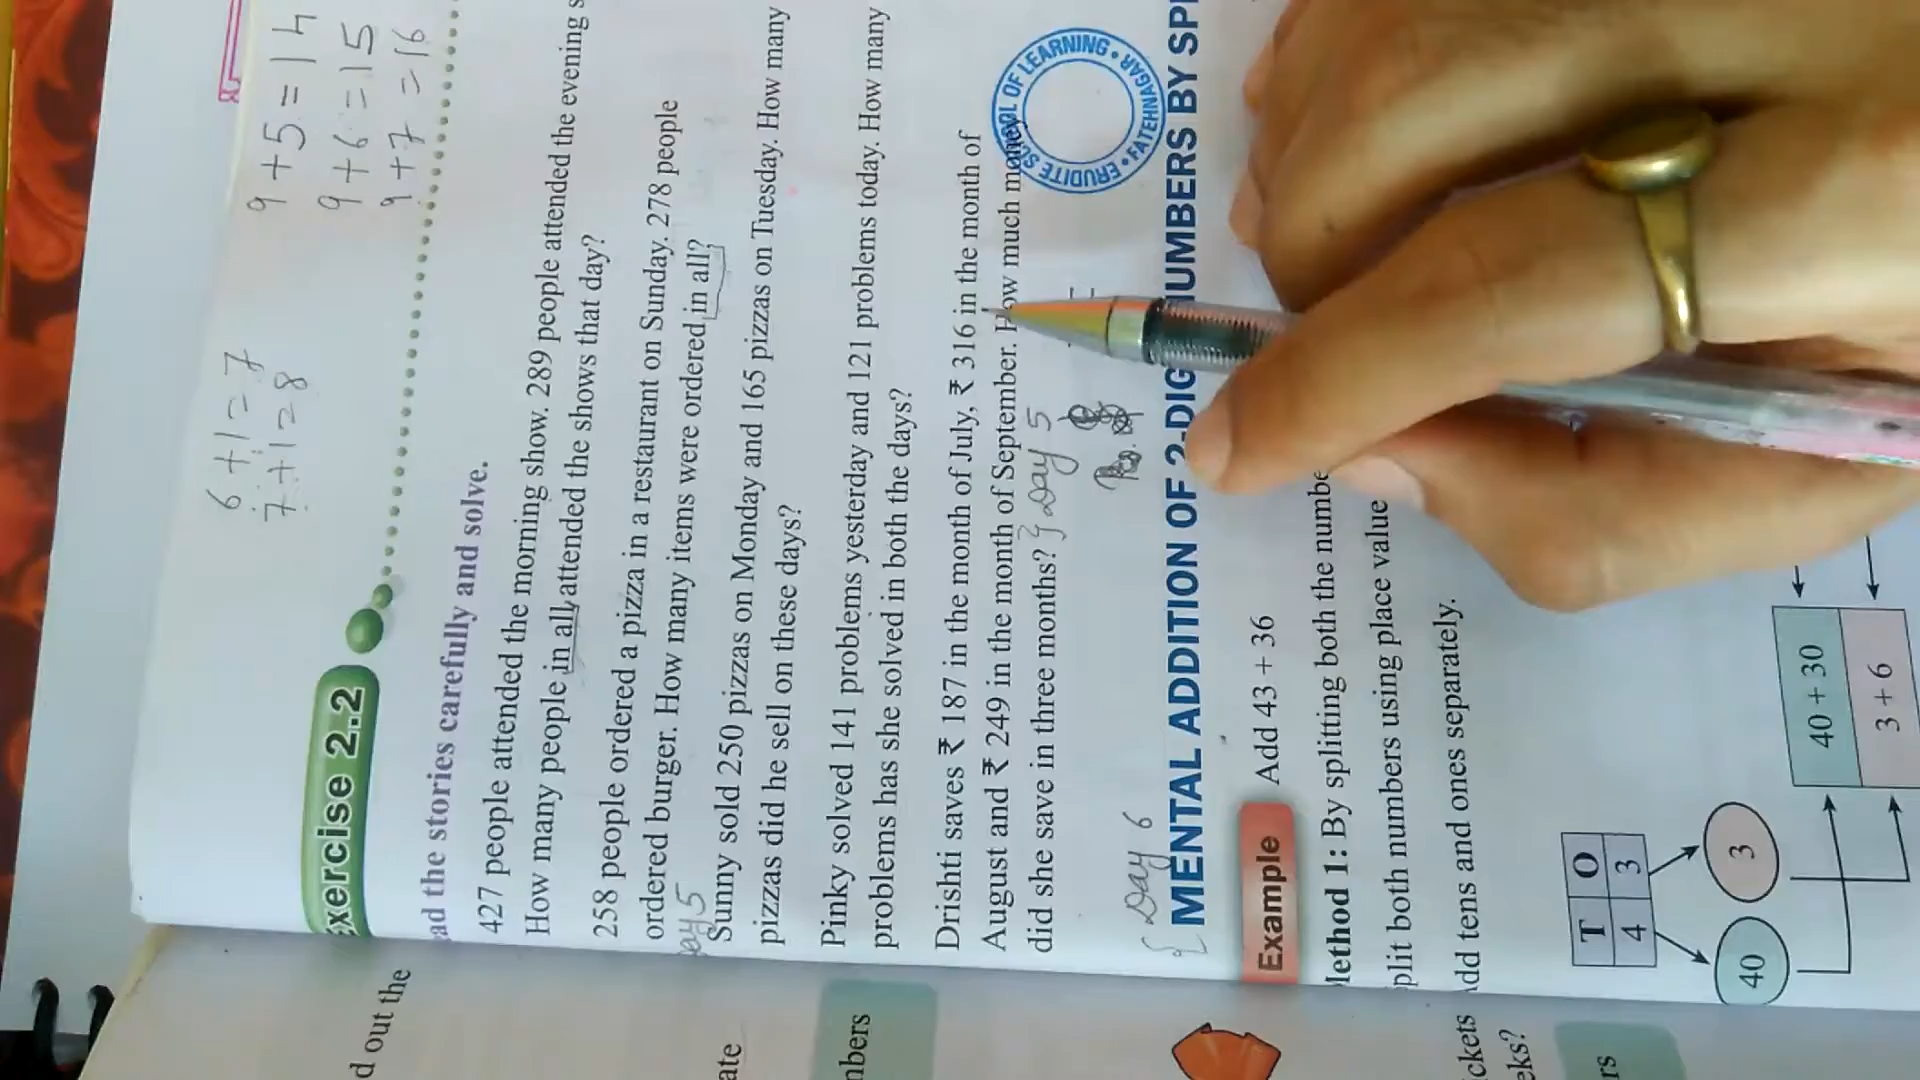 6 + 1 = 7
7 + 1 = 8
9 + 5 = 14
9 + 6 = 15
9 + 7 = 16
xercise 2.2
ad the stories carefully and solve.
427 people attended the morning show. 289 people attended the evening s
How many people in all attended the shows that day?
258 people ordered a pizza in a restaurant on Sunday. 278 people
ordered burger. How many items were ordered in all?
ay 5
Sunny sold 250 pizzas on Monday and 165 pizzas on Tuesday. How many
pizzas did he sell on these days?
Pinky solved 141 problems yesterday and 121 problems today. How many
problems has she solved in both the days?
Drishti saves ₹ 187 in the month of July, ₹ 316 in the month of
August and ₹ 249 in the month of September. How much money
did she save in three months? } Day 5
ERUDITE SCHOOL OF LEARNING • FATEHNAGAR •
{ Day 6
MENTAL ADDITION OF 2-DIG NUMBERS BY SPL
Example Add 43 + 36
ethod 1: By spliting both the numbe
plit both numbers using place value
dd tens and ones separately.
T O
4 3
40 3
40 + 30
3 + 6
d out the
ate
nbers
ckets
eks?
rs